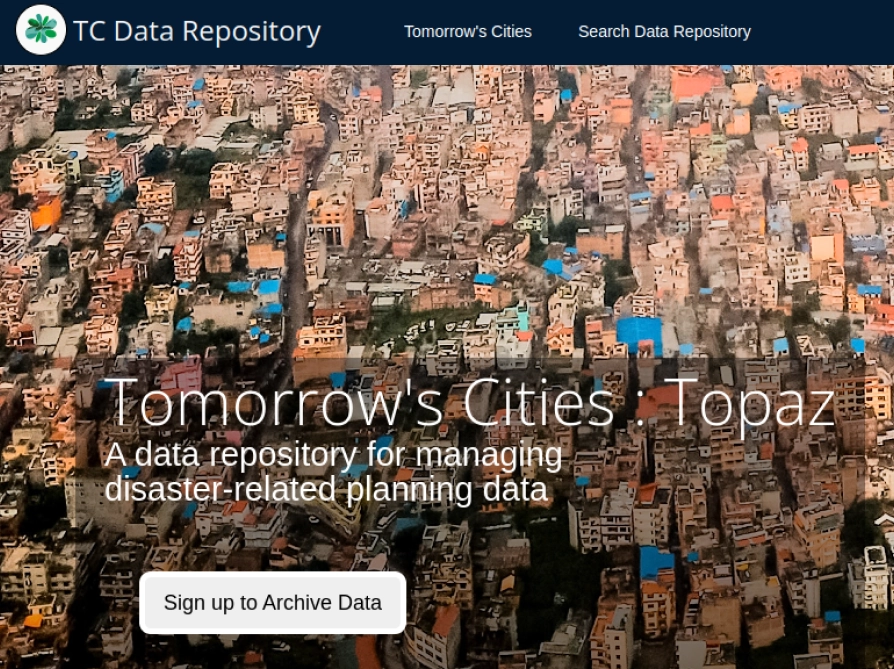 TC Data Repository
Tomorrow's Cities
Search Data Repository
Tomorrow's Cities : Topaz
A data repository for managing
disaster-related planning data
Sign up to Archive Data